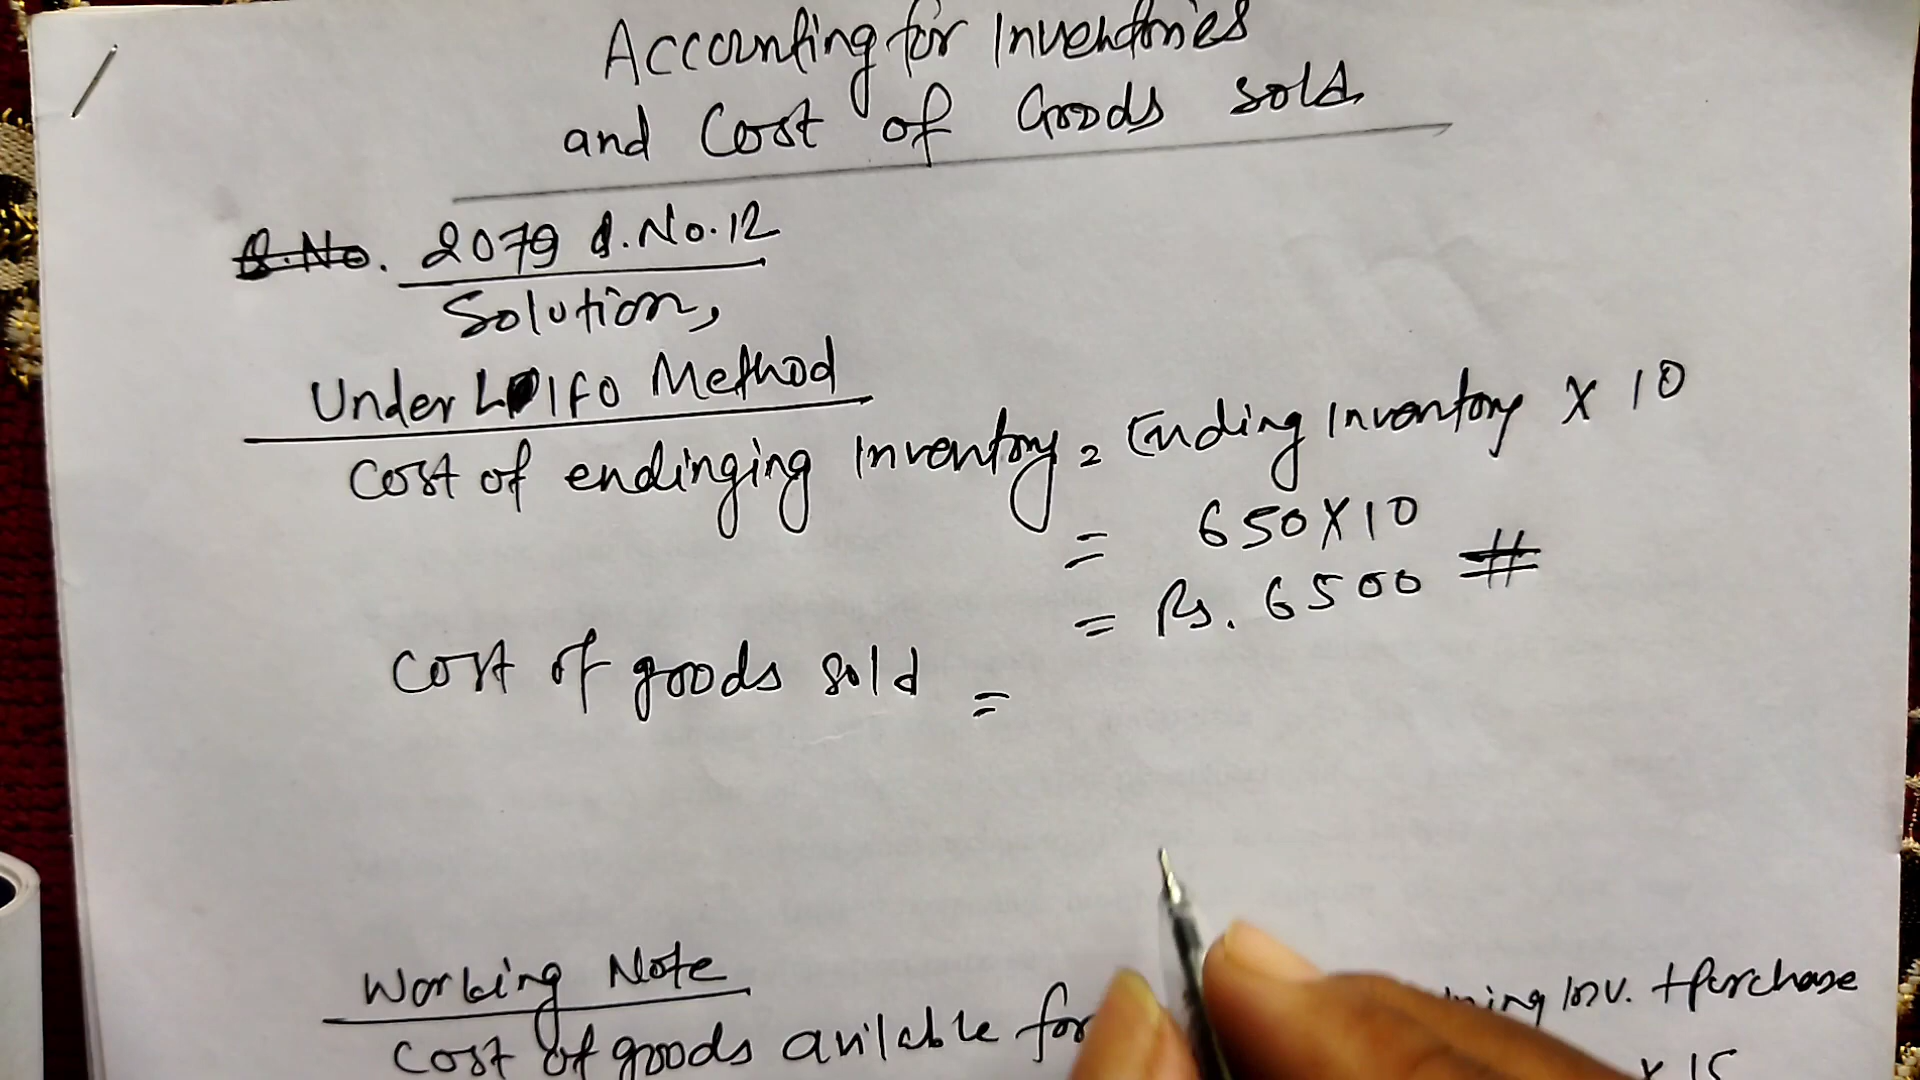 Accounting for Inventories
and Cost of Goods Sold
Q.No. 2079 Q.No.12
Solution,
Under LIFO Method
Cost of endinging Inventory = Ending Inventory X 10
= 650X10
= Rs. 6500 #
Cost of goods sold =
Working Note
Cost of goods avilable for Inv. + Purchase
X 15